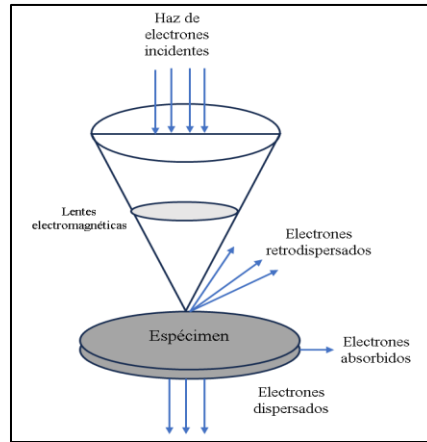 Haz de
electrones
incidentes
Lentes
electromagnéticas
Electrones
retrodispersados
Espécimen
Electrones
absorbidos
Electrones
dispersados